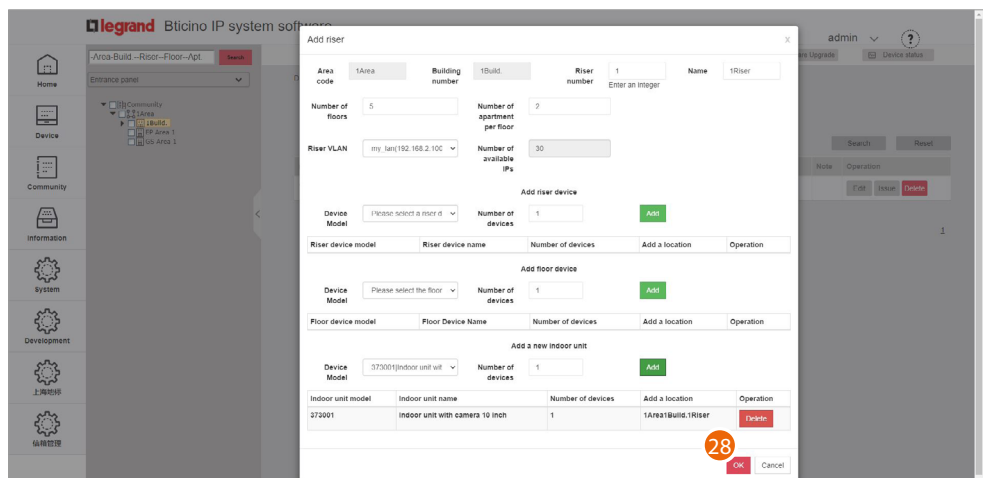 legrand Bticino IP system software
admin
?
-Area-Build.--Riser--Floor--Apt. Search
Entrance panel
Community
1Area
1Build.
EP Area 1
GS Area 1
Home
Device
Community
Information
System
Development
上海地标
信箱管理
Upgrade
Device status
Search Reset
Note Operation
Edit Issue Delete
1
Add riser X
Area code 1Area Building number 1Build. Riser number 1 Name 1Riser
Enter an integer
Number of floors 5 Number of apartment per floor 2
Riser VLAN my_lan(192.168.2.100 Number of available IPs 30
Add riser device
Device Model Please select a riser d Number of devices 1 Add
Riser device model Riser device name Number of devices Add a location Operation
Add floor device
Device Model Please select the floor Number of devices 1 Add
Floor device model Floor Device Name Number of devices Add a location Operation
Add a new indoor unit
Device Model 373001|Indoor unit wit Number of devices 1 Add
Indoor unit model Indoor unit name Number of devices Add a location Operation
373001 Indoor unit with camera 10 inch 1 1Area1Build.1Riser Delete
28
OK Cancel